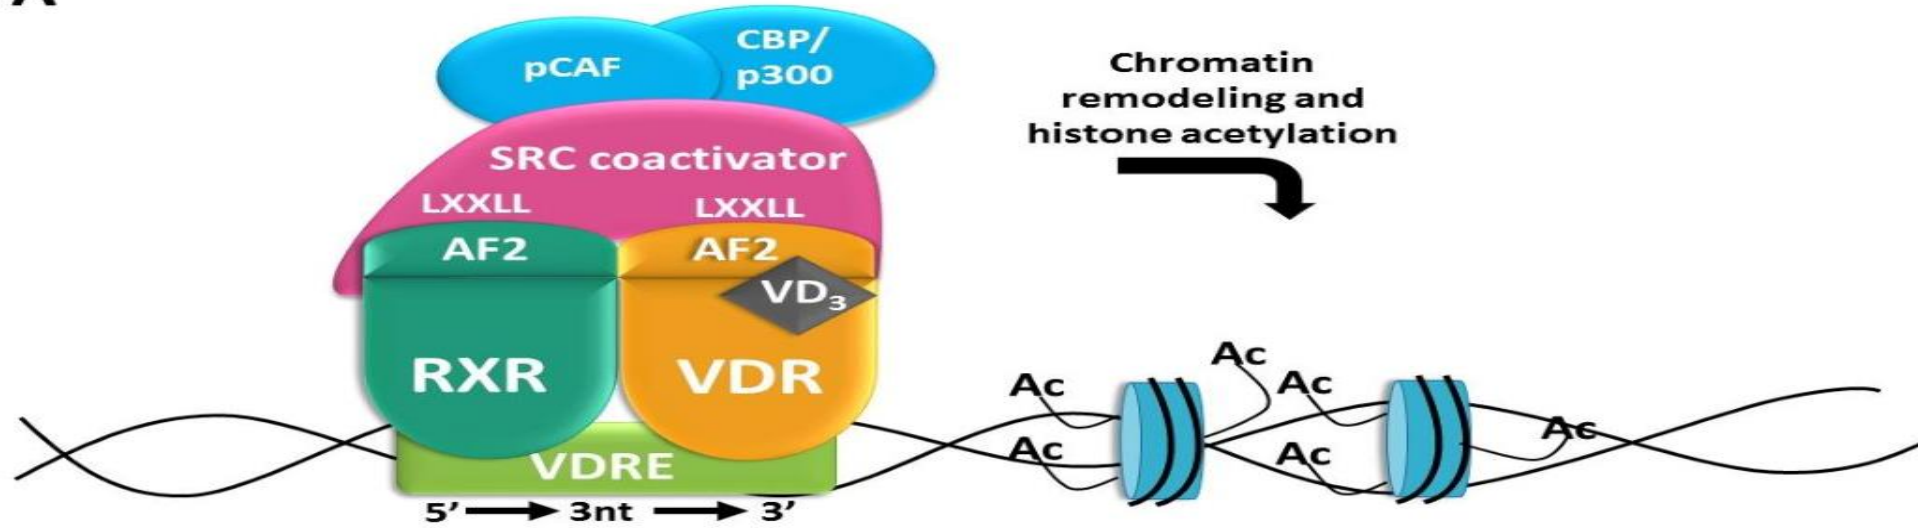 A
pCAF
CBP/
p300
SRC coactivator
LXXLL
LXXLL
AF2
AF2
VD₃
RXR
VDR
VDRE
5’ 3nt 3’
Chromatin
remodeling and
histone acetylation
Ac
Ac
Ac
Ac
Ac
Ac